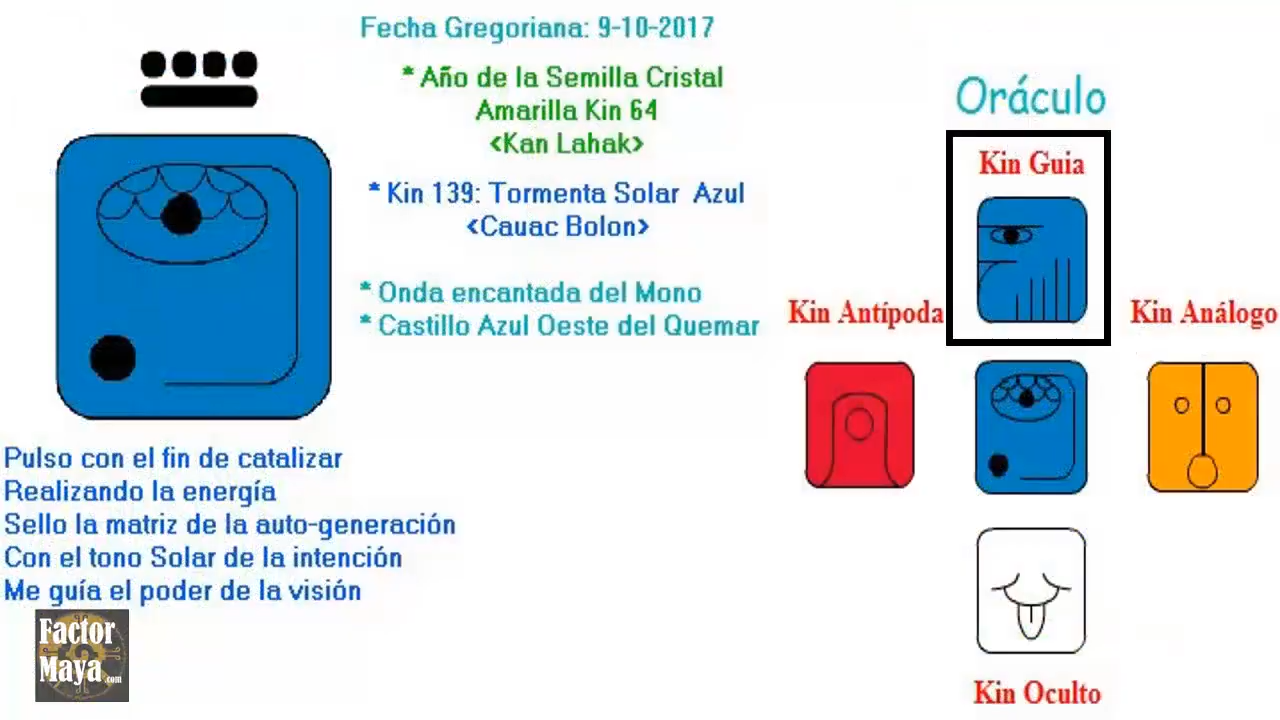 Fecha Gregoriana: 9-10-2017
* Año de la Semilla Cristal
Amarilla Kin 64
<Kan Lahak>
* Kin 139: Tormenta Solar Azul
<Cauac Bolon>
* Onda encantada del Mono
* Castillo Azul Oeste del Quemar
Pulso con el fin de catalizar
Realizando la energía
Sello la matriz de la auto-generación
Con el tono Solar de la intención
Me guía el poder de la visión
Factor
Maya.com
Oráculo
Kin Guia
Kin Antípoda
Kin Análogo
Kin Oculto